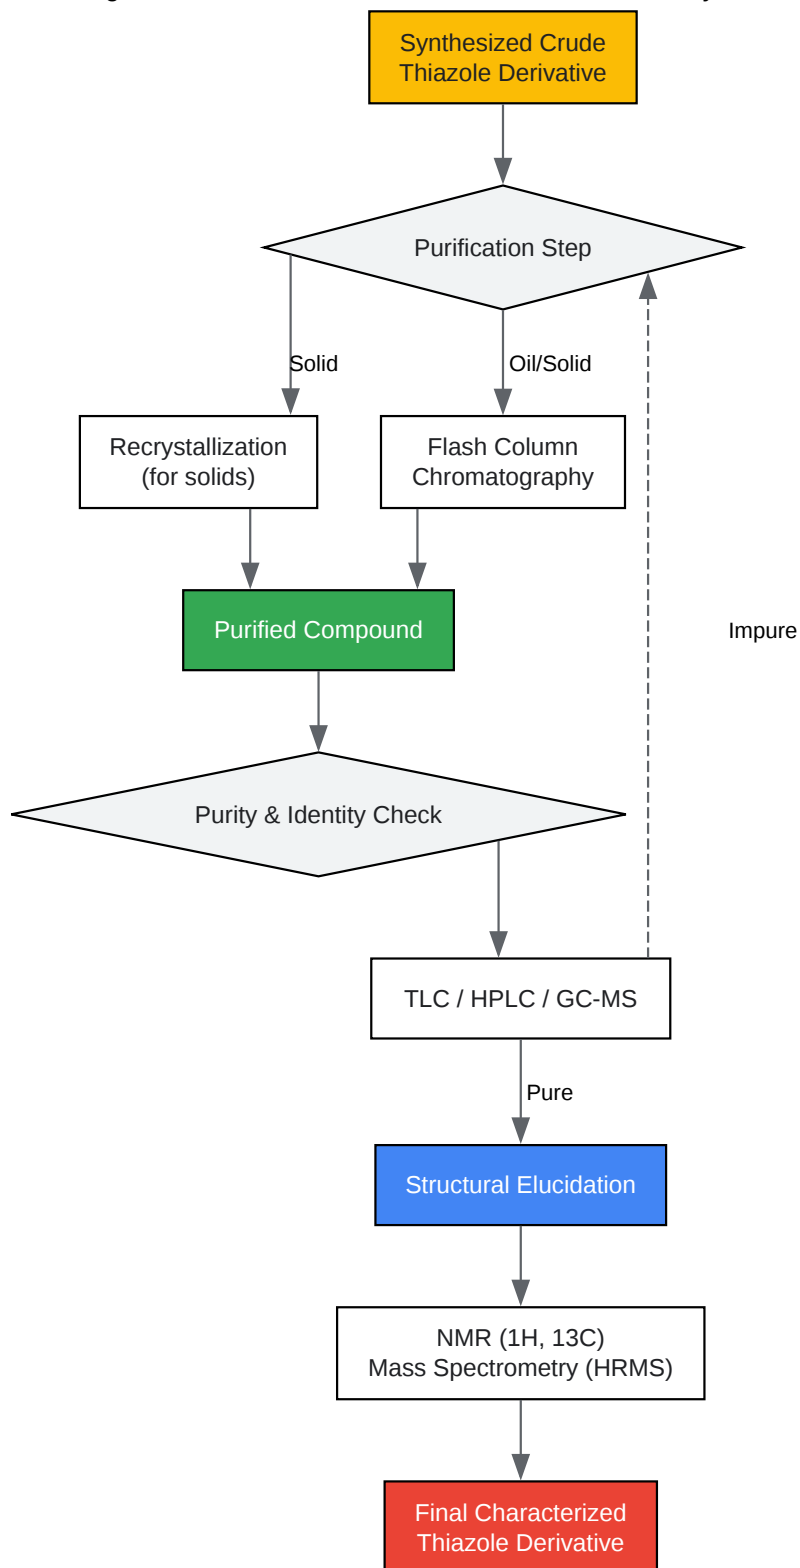 Synthesized Crude
Thiazole Derivative
Purification Step
Solid
Oil/Solid
Recrystallization
(for solids)
Flash Column
Chromatography
Purified Compound
Impure
Purity & Identity Check
TLC / HPLC / GC-MS
Pure
Structural Elucidation
NMR (1H, 13C)
Mass Spectrometry (HRMS)
Final Characterized
Thiazole Derivative